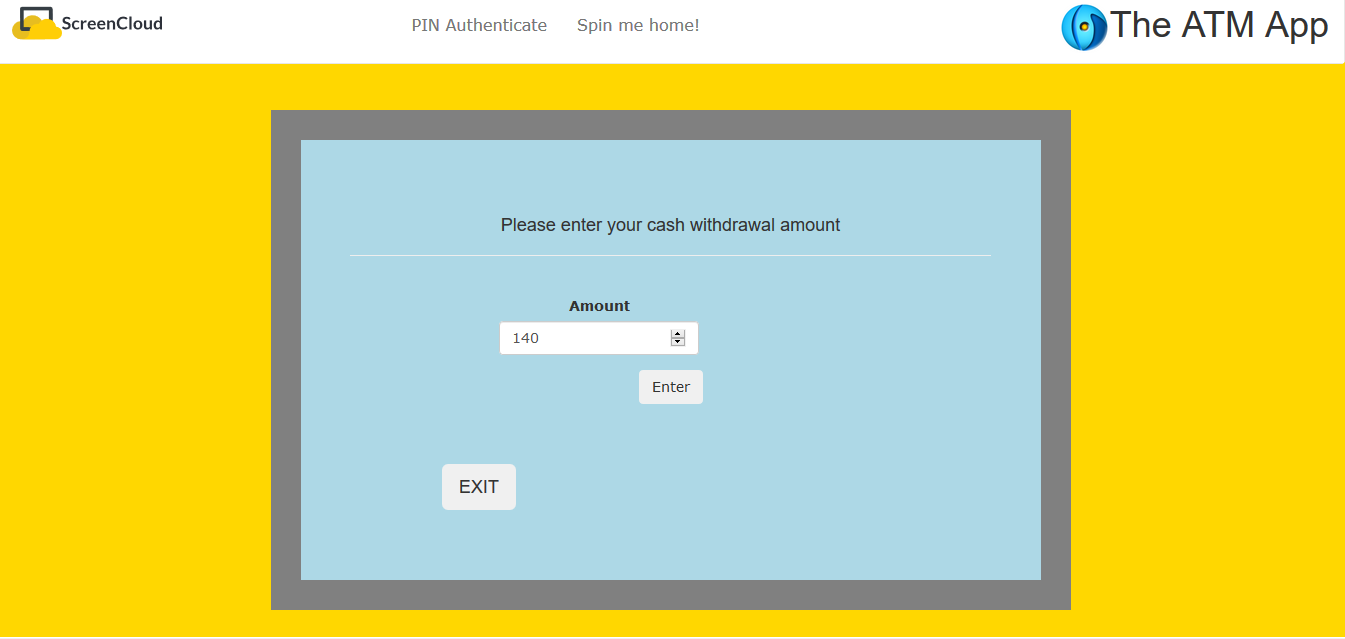 ScreenCloud
PIN Authenticate
Spin me home!
The ATM App
Please enter your cash withdrawal amount
Amount
140
Enter
EXIT